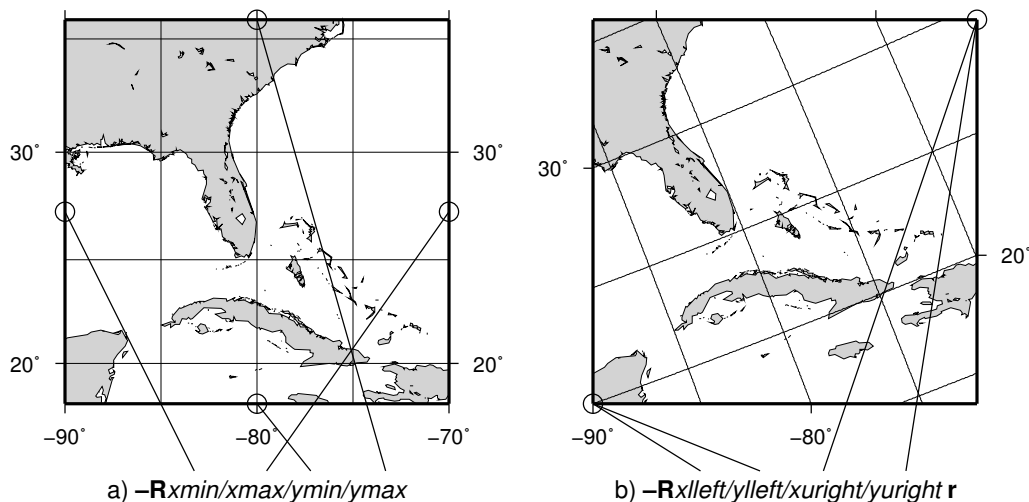 30˚ 30˚
20˚ 20˚
−90˚ −80˚ −70˚
a) –Rxmin/xmax/ymin/ymax
30˚
20˚
−90˚ −80˚
b) –Rxlleft/ylleft/xuright/yuright r